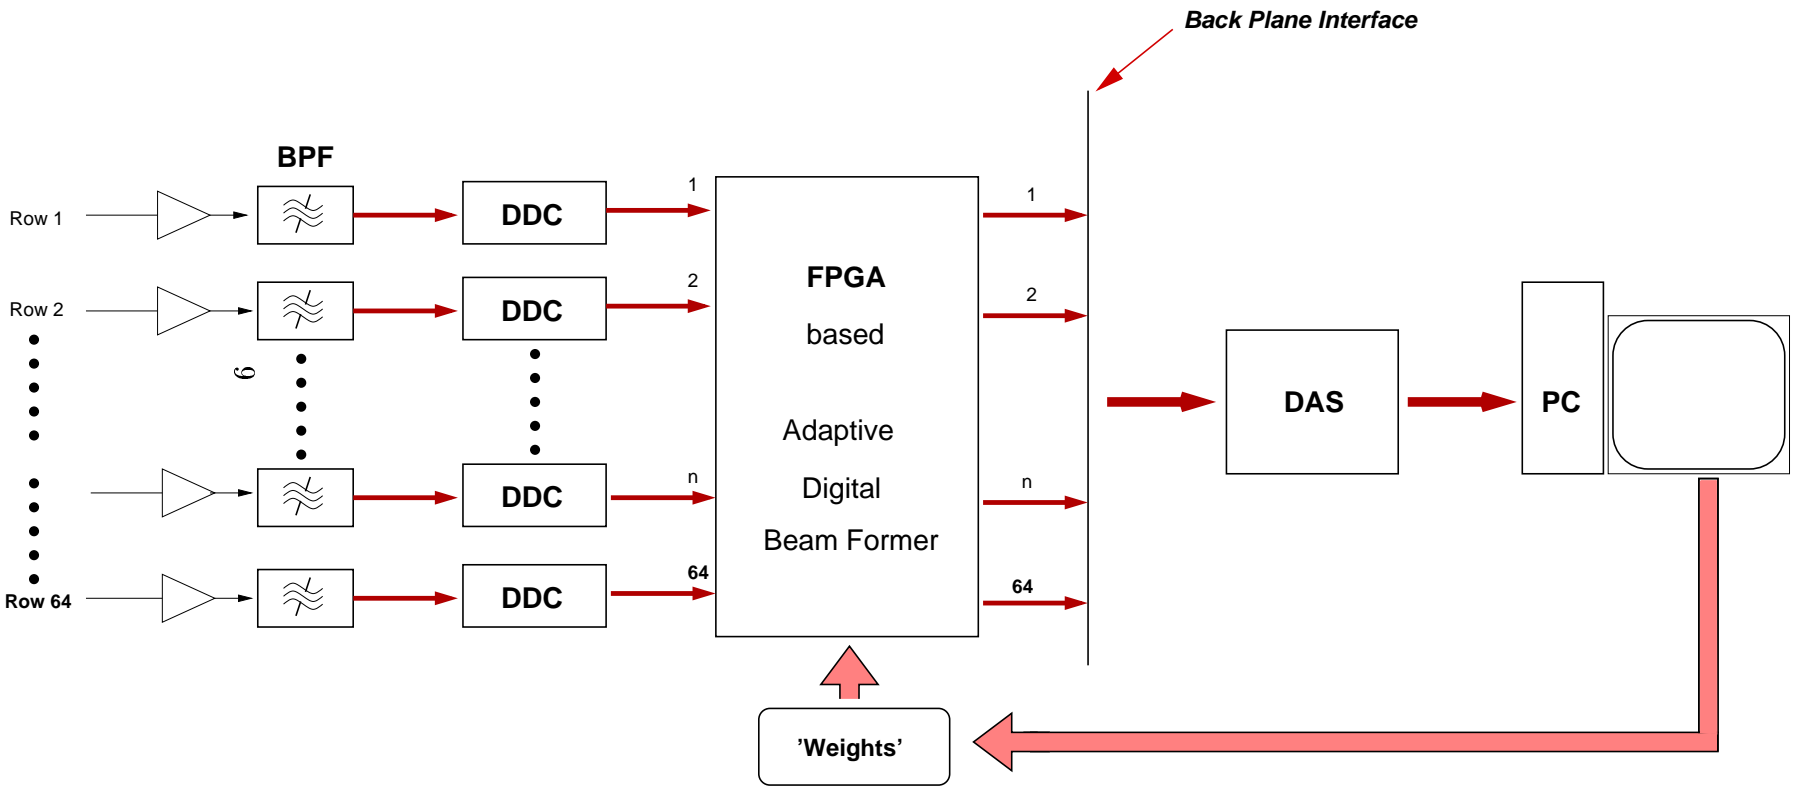 Back Plane Interface
BPF
Row 1
DDC
1
1
Row 2
DDC
2
2
FPGA
based
Adaptive
Digital
Beam Former
6
DAS
PC
DDC
n
n
Row 64
DDC
64
64
’Weights’